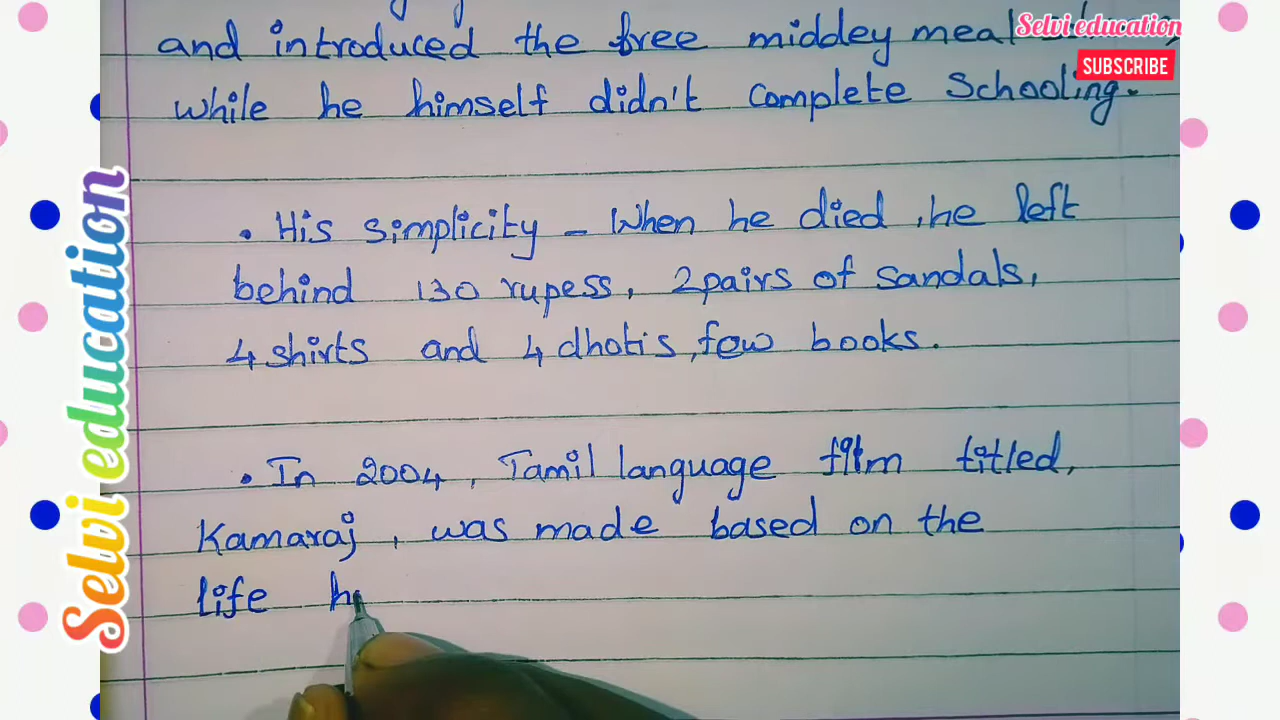 and introduced the free middey meal
while he himself didn't complete schooling.
• His simplicity - When he died, he left
behind 130 rupess, 2 pairs of sandals,
4 shirts and 4 dhotis, few books.
• In 2004, Tamil language film titled,
Kamaraj, was made based on the
life h
Selvi education
SUBSCRIBE
Selvi education